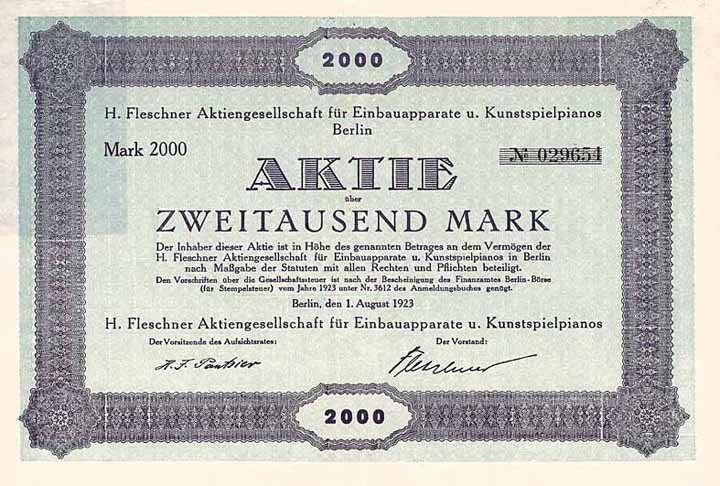 2000
H. Fleschner Aktiengesellschaft für Einbauapparate u. Kunstspielpianos
Berlin
Mark 2000
№ 029654
AKTIE
über
ZWEITAUSEND MARK
Der Inhaber dieser Aktie ist in Höhe des genannten Betrages an dem Vermögen der
H. Fleschner Aktiengesellschaft für Einbauapparate u. Kunstspielpianos in Berlin
nach Maßgabe der Statuten mit allen Rechten und Pflichten beteiligt.
Den Vorschriften über die Gesellschaftssteuer ist nach der Bescheinigung des Finanzamtes Berlin-Börse
(für Stempelsteuer) vom Jahre 1923 unter Nr. 3612 des Anmeldungsbuches genügt.
Berlin, den 1. August 1923
H. Fleschner Aktiengesellschaft für Einbauapparate u. Kunstspielpianos
Der Vorsitzende des Aufsichtsrates:
Der Vorstand:
Fleschner
2000